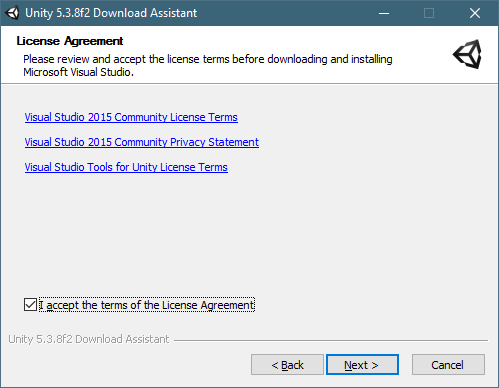 Unity 5.3.8f2 Download Assistant
License Agreement
Please review and accept the license terms before downloading and installing
Microsoft Visual Studio.
Visual Studio 2015 Community License Terms
Visual Studio 2015 Community Privacy Statement
Visual Studio Tools for Unity License Terms
I accept the terms of the License Agreement
Unity 5.3.8f2 Download Assistant
< Back Next > Cancel